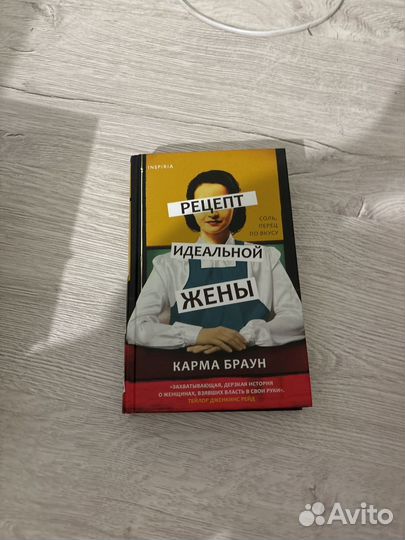 INSPIRIA
РЕЦЕПТ
СОЛЬ,
ПЕРЕЦ
ПО ВКУСУ
ИДЕАЛЬНОЙ
ЖЕНЫ
КАРМА БРАУН
«ЗАХВАТЫВАЮЩАЯ, ДЕРЗКАЯ ИСТОРИЯ
О ЖЕНЩИНАХ, ВЗЯВШИХ ВЛАСТЬ В СВОИ РУКИ».
ТЕЙЛОР ДЖЕНКИНС РЕЙД
Avito